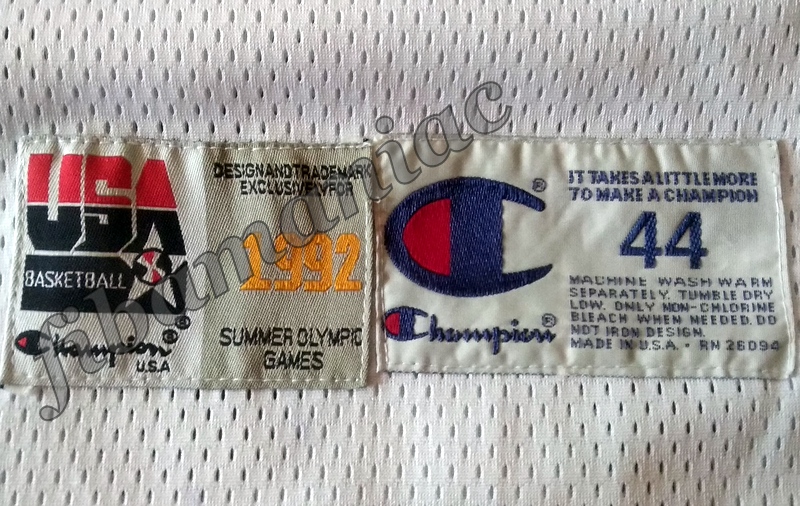 USA
BASKETBALL
Champion®®
U.S.A
DESIGN AND TRADEMARK
EXCLUSIVLY FOR
1992
SUMMER OLYMPIC
GAMES
®
Champion®
IT TAKES A LITTLE MORE
TO MAKE A CHAMPION
44
MACHINE WASH WARM
SEPARATELY. TUMBLE DRY
LOW. ONLY NON-CHLORINE
BLEACH WHEN NEEDED. DO
NOT IRON DESIGN.
MADE IN U.S.A. • RN 26094
fibamaniac